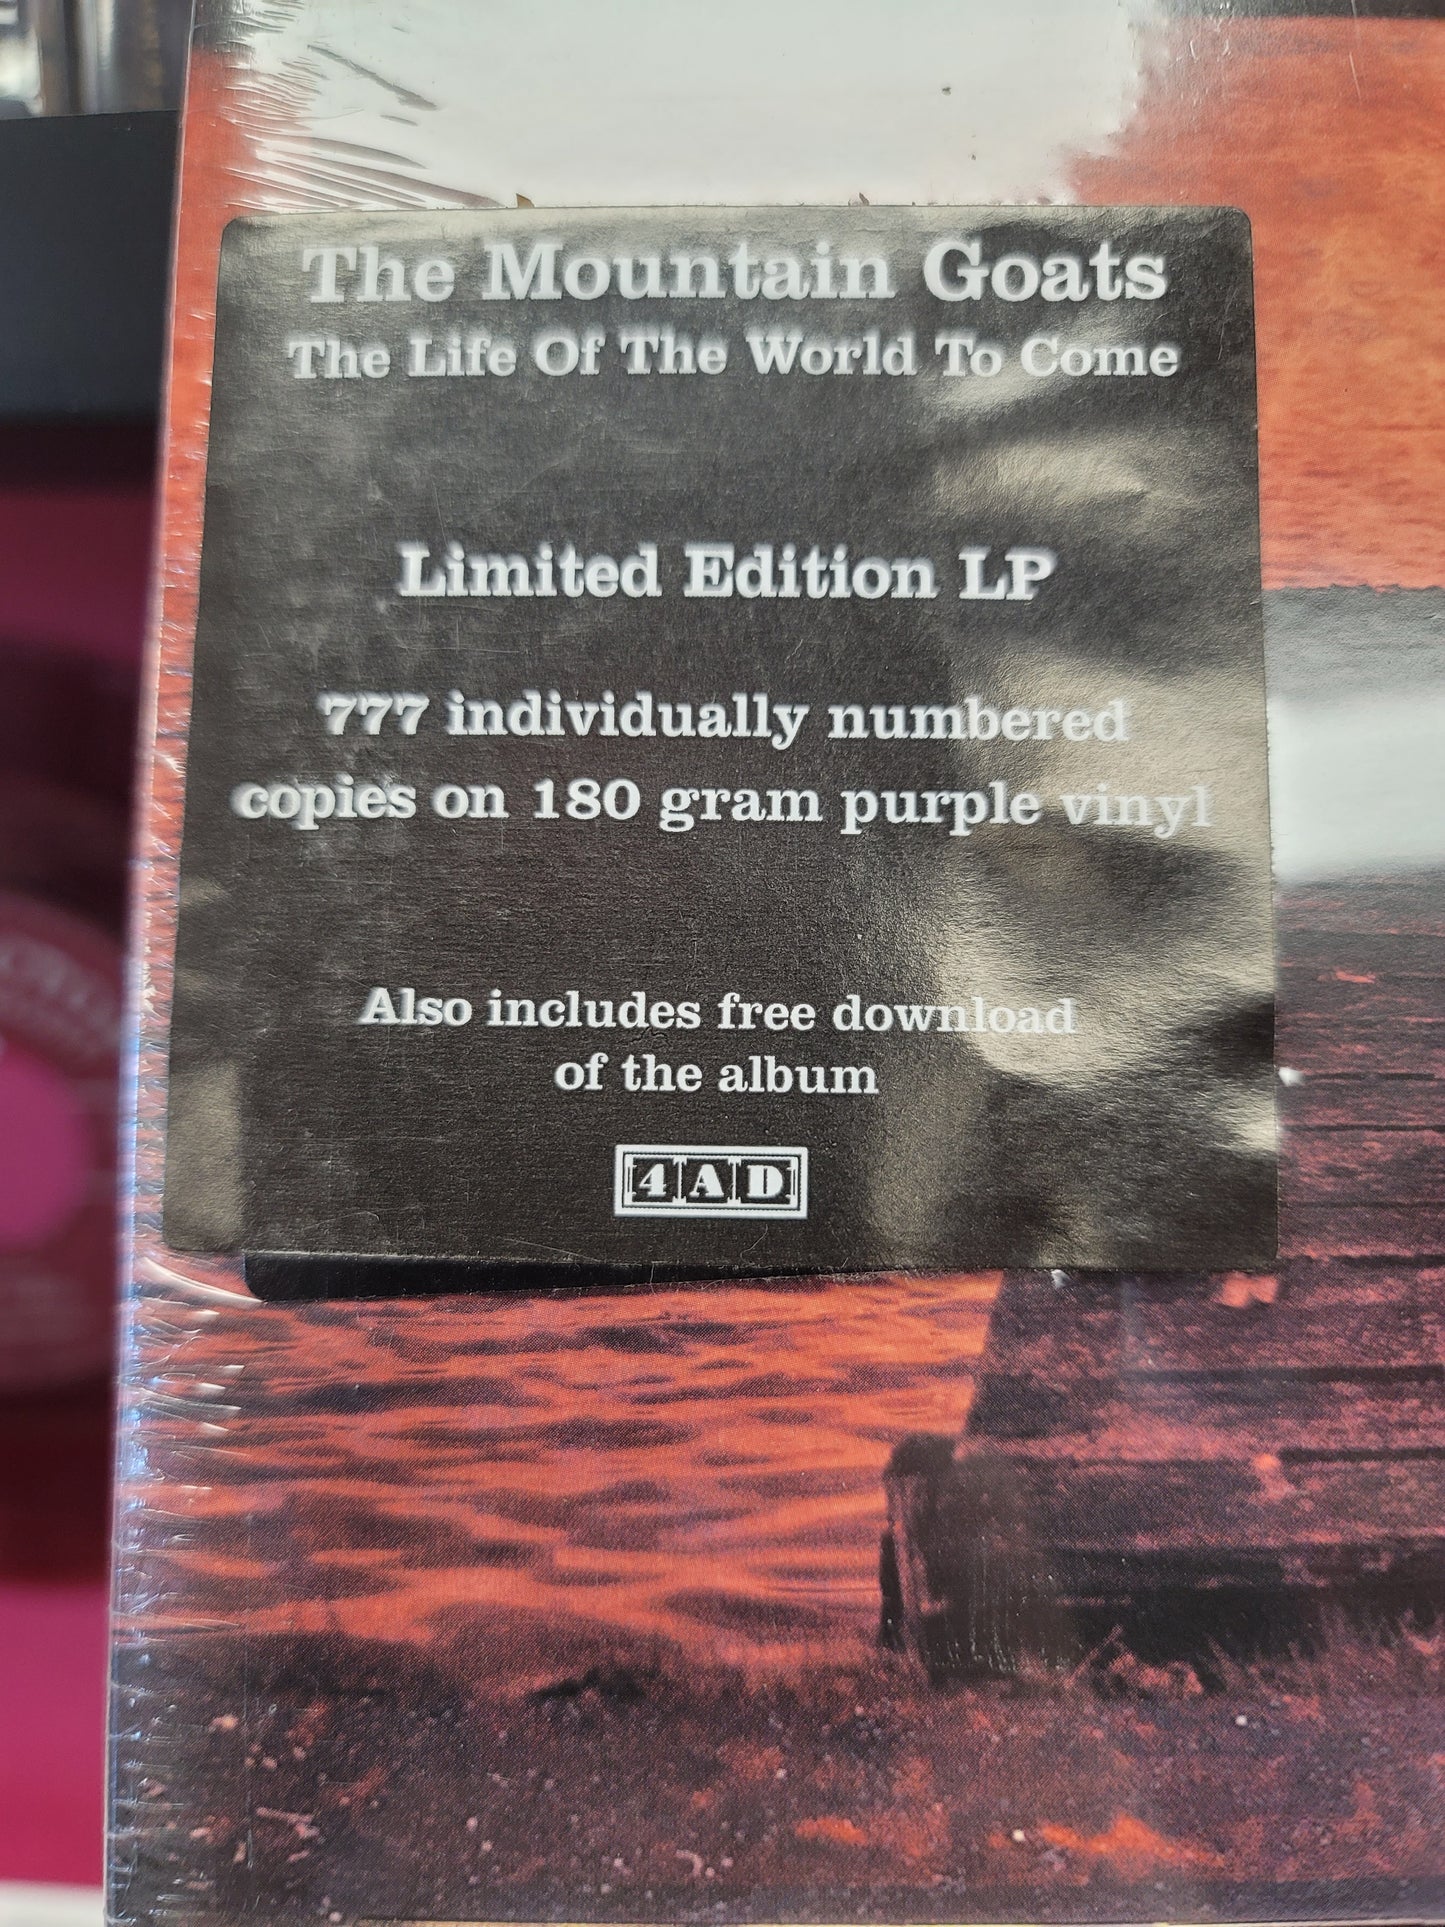 The Mountain Goats
The Life Of The World To Come
Limited Edition LP
777 individually numbered
copies on 180 gram purple vinyl
Also includes free download
of the album
4AD